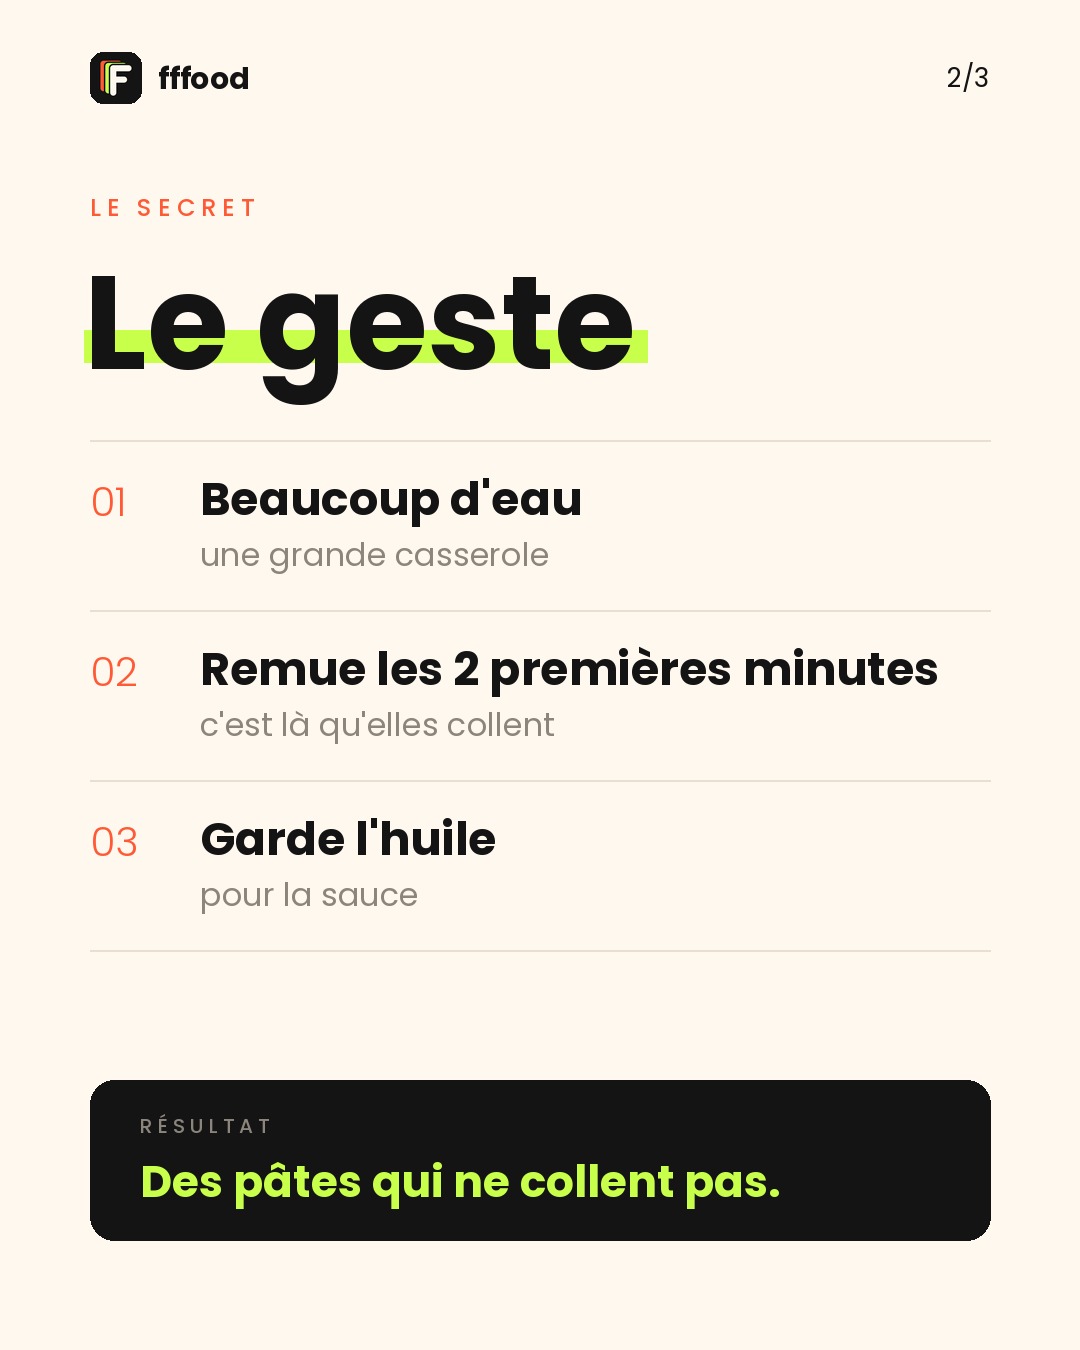 F fffood
2/3
LE SECRET
Le geste
01 Beaucoup d'eau
une grande casserole
02 Remue les 2 premières minutes
c'est là qu'elles collent
03 Garde l'huile
pour la sauce
RÉSULTAT
Des pâtes qui ne collent pas.